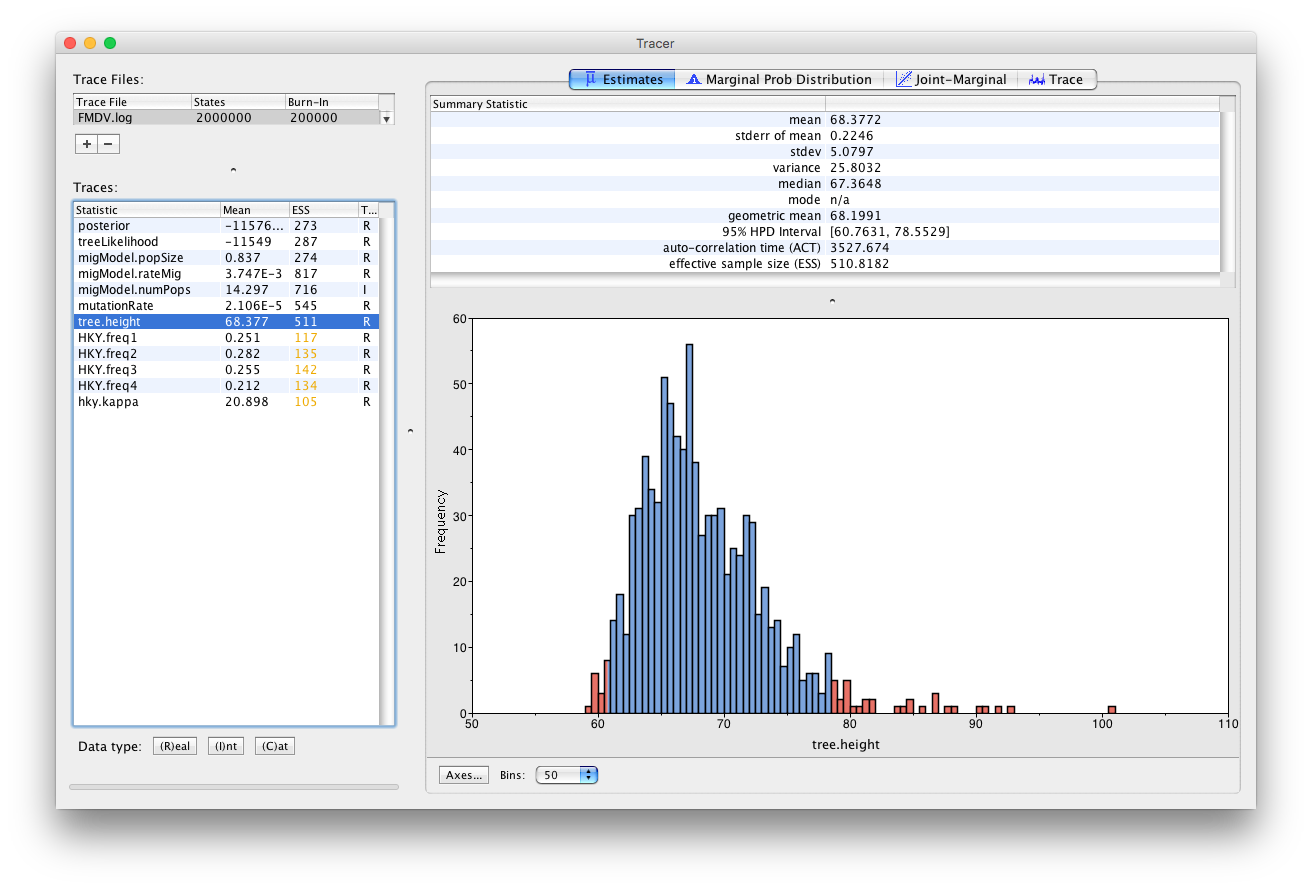 Tracer
Trace Files:
Trace File States Burn-In
FMDV.log 2000000 200000
+ −
Traces:
Statistic Mean ESS T...
posterior -11576... 273 R
treeLikelihood -11549 287 R
migModel.popSize 0.837 274 R
migModel.rateMig 3.747E-3 817 R
migModel.numPops 14.297 716 I
mutationRate 2.106E-5 545 R
tree.height 68.377 511 R
HKY.freq1 0.251 117 R
HKY.freq2 0.282 135 R
HKY.freq3 0.255 142 R
HKY.freq4 0.212 134 R
hky.kappa 20.898 105 R
Data type: (R)eal (I)nt (C)at
Estimates Marginal Prob Distribution Joint-Marginal Trace
Summary Statistic
mean 68.3772
stderr of mean 0.2246
stdev 5.0797
variance 25.8032
median 67.3648
mode n/a
geometric mean 68.1991
95% HPD Interval [60.7631, 78.5529]
auto-correlation time (ACT) 3527.674
effective sample size (ESS) 510.8182
60
50
40
30
20
10
0
Frequency
50 60 70 80 90 100 110
tree.height
Axes... Bins: 50